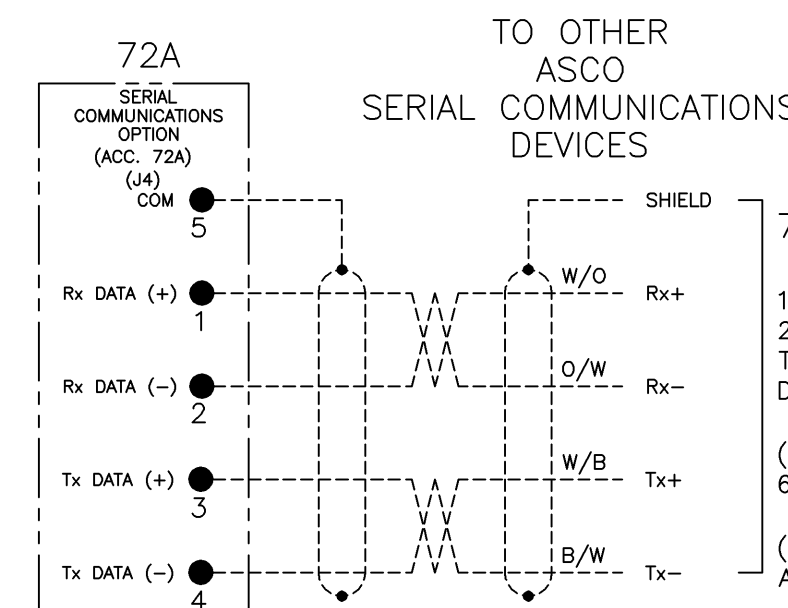 72A
TO OTHER
ASCO
SERIAL COMMUNICATIONS
DEVICES
SERIAL
COMMUNICATIONS
OPTION
(ACC. 72A)
(J4)
COM
5
SHIELD
W/O
Rx DATA (+)
1
Rx+
O/W
Rx DATA (−)
2
Rx−
W/B
Tx DATA (+)
3
Tx+
B/W
Tx DATA (−)
4
Tx−